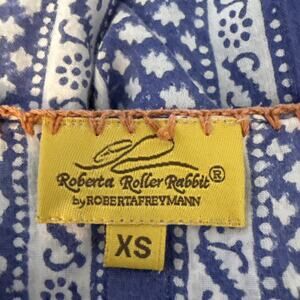 Roberta Roller Rabbit®
by ROBERTAFREYMANN
XS